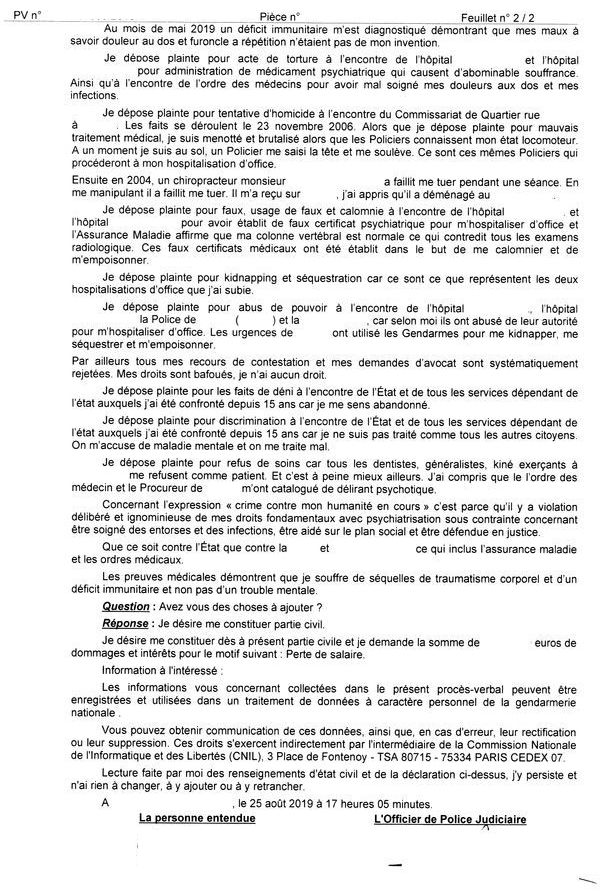 PV n° Pièce n° Feuillet n° 2 / 2
Au mois de mai 2019 un déficit immunitaire m'est diagnostiqué démontrant que mes maux à
savoir douleur au dos et furoncle a répétition n'étaient pas de mon invention.
Je dépose plainte pour acte de torture à l'encontre de l'hôpital et l'hôpital
pour administration de médicament psychiatrique qui causent d'abominable souffrance.
Ainsi qu'à l'encontre de l'ordre des médecins pour avoir mal soigné mes douleurs aux dos et mes
infections.
Je dépose plainte pour tentative d'homicide à l'encontre du Commissariat de Quartier rue
à . Les faits se déroulent le 23 novembre 2006. Alors que je dépose plainte pour mauvais
traitement médical, je suis menotté et brutalisé alors que les Policiers connaissent mon état locomoteur.
A un moment je suis au sol, un Policier me saisi la tête et me soulève. Ce sont ces mêmes Policiers qui
procéderont à mon hospitalisation d'office.
Ensuite en 2004, un chiropracteur monsieur a faillit me tuer pendant une séance. En
me manipulant il a faillit me tuer. Il m'a reçu sur , j'ai appris qu'il a déménagé au .
Je dépose plainte pour faux, usage de faux et calomnie à l'encontre de l'hôpital , et
l'hôpital pour avoir établit de faux certificat psychiatrique pour m'hospitaliser d'office et
l'Assurance Maladie affirme que ma colonne vertébral est normale ce qui contredit tous les examens
radiologique. Ces faux certificats médicaux ont été établit dans le but de me calomnier et de
m'empoisonner.
Je dépose plainte pour kidnapping et séquestration car ce sont ce que représentent les deux
hospitalisations d'office que j'ai subie.
Je dépose plainte pour abus de pouvoir à l'encontre de l'hôpital ., l'hôpital
la Police de ( ) et la , car selon moi ils ont abusé de leur autorité
pour m'hospitaliser d'office. Les urgences de ont utilisé les Gendarmes pour me kidnapper, me
séquestrer et m'empoisonner.
Par ailleurs tous mes recours de contestation et mes demandes d'avocat sont systématiquement
rejetées. Mes droits sont bafoués, je n'ai aucun droit.
Je dépose plainte pour les faits de déni à l'encontre de l'État et de tous les services dépendant de
l'état auxquels j'ai été confronté depuis 15 ans car je me sens abandonné.
Je dépose plainte pour discrimination à l'encontre de l'État et de tous les services dépendant de
l'état auxquels j'ai été confronté depuis 15 ans car je ne suis pas traité comme tous les autres citoyens.
On m'accuse de maladie mentale et on me traite mal.
Je dépose plainte pour refus de soins car tous les dentistes, généralistes, kiné exerçants à
me refusent comme patient. Et c'est à peine mieux ailleurs. J'ai compris que le l'ordre des
médecin et le Procureur de m'ont catalogué de délirant psychotique.
Concernant l'expression « crime contre mon humanité en cours » c'est parce qu'il y a violation
délibéré et ignominieuse de mes droits fondamentaux avec psychiatrisation sous contrainte concernant
être soigné des entorses et des infections, être aidé sur le plan social et être défendu en justice.
Que ce soit contre l'État que contre la et ce qui inclus l'assurance maladie
et les ordres médicaux.
Les preuves médicales démontrent que je souffre de séquelles de traumatisme corporel et d'un
déficit immunitaire et non pas d'un trouble mentale.
Question : Avez vous des choses à ajouter ?
Réponse : Je désire me constituer partie civil.
Je désire me constituer dès à présent partie civile et je demande la somme de euros de
dommages et intérêts pour le motif suivant : Perte de salaire.
Information à l'intéressé :
Les informations vous concernant collectées dans le présent procès-verbal peuvent être
enregistrées et utilisées dans un traitement de données à caractère personnel de la gendarmerie
nationale .
Vous pouvez obtenir communication de ces données, ainsi que, en cas d'erreur, leur rectification
ou leur suppression. Ces droits s'exercent indirectement par l'intermédiaire de la Commission Nationale
de l'Informatique et des Libertés (CNIL), 3 Place de Fontenoy - TSA 80715 - 75334 PARIS CEDEX 07.
Lecture faite par moi des renseignements d'état civil et de la déclaration ci-dessus, j'y persiste et
n'ai rien à changer, à y ajouter ou à y retrancher.
A , le 25 août 2019 à 17 heures 05 minutes.
La personne entendue L'Officier de Police Judiciaire